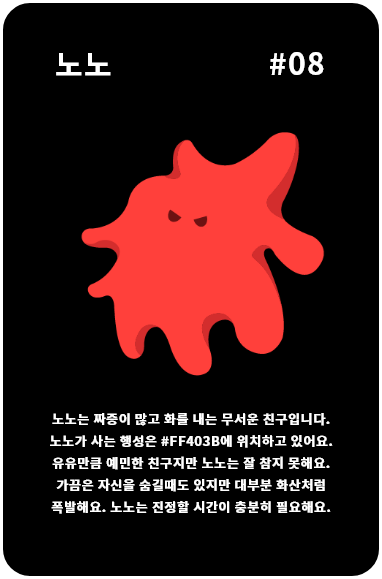 노노
#08
노노는 짜증이 많고 화를 내는 무서운 친구입니다.
노노가 사는 행성은 #FF403B에 위치하고 있어요.
유유만큼 예민한 친구지만 노노는 잘 참지 못해요.
가끔은 자신을 숨길때도 있지만 대부분 화산처럼
폭발해요. 노노는 진정할 시간이 충분히 필요해요.